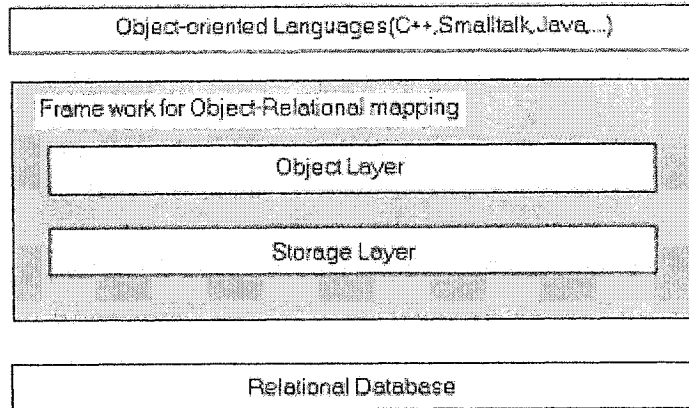 Object-oriented Languages(C++,Smalltalk,Java,...)
Frame work for Object-Relational mapping
Object Layer
Storage Layer
Relational Database